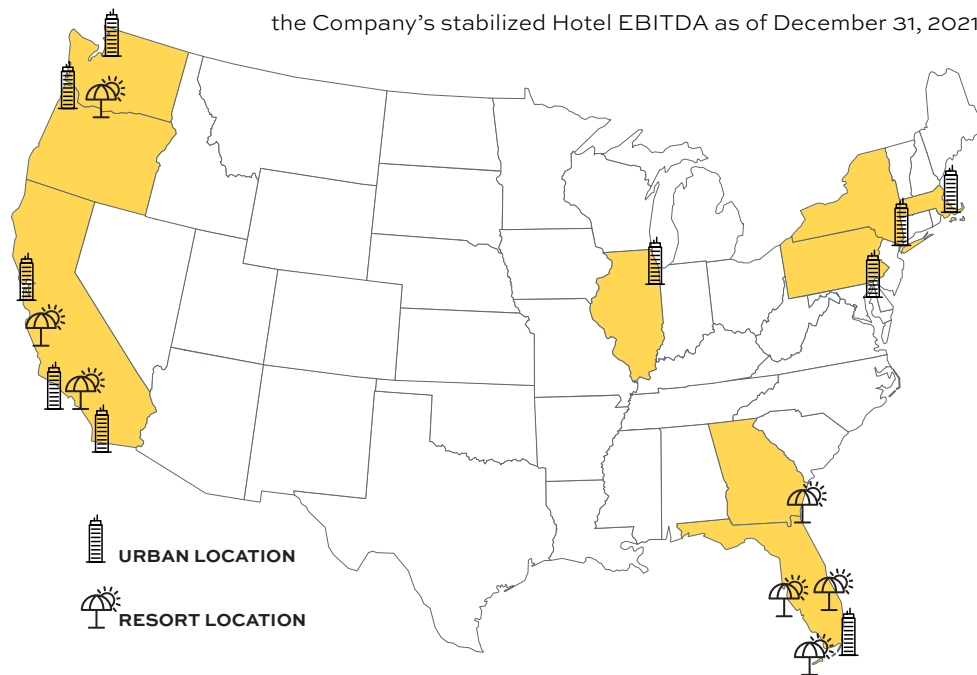 the Company's stabilized Hotel EBITDA as of December 31, 2021
URBAN LOCATION
RESORT LOCATION